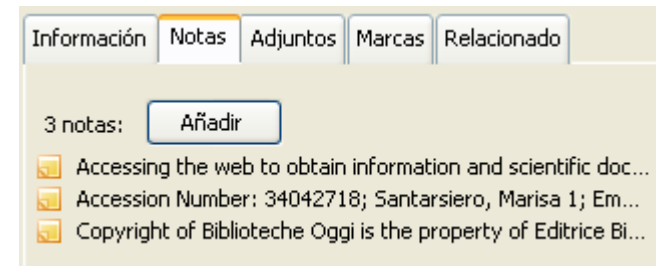 Información Notas Adjuntos Marcas Relacionado
3 notas: Añadir
Accessing the web to obtain information and scientific doc...
Accession Number: 34042718; Santarsiero, Marisa 1; Em...
Copyright of Biblioteche Oggi is the property of Editrice Bi...